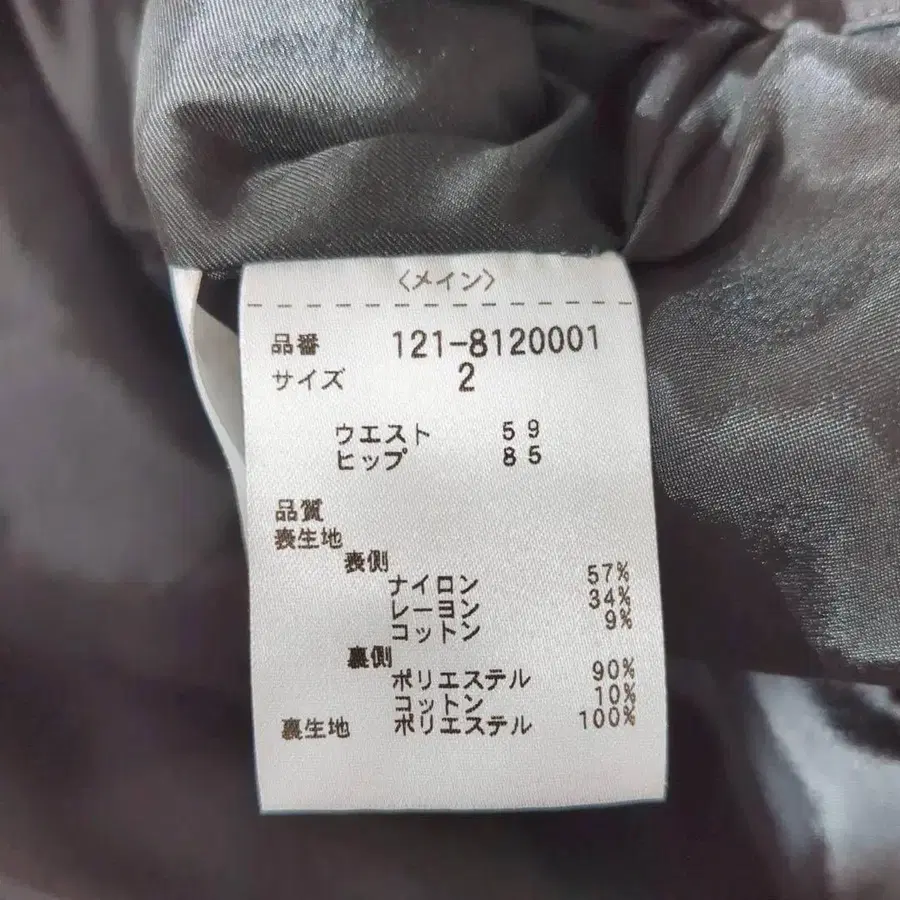 〈メイン〉
品番 121-8120001
サイズ 2
ウエスト 59
ヒップ 85
品質
表生地
表側
ナイロン 57%
レーヨン 34%
コットン 9%
裏側
ポリエステル 90%
コットン 10%
裏生地 ポリエステル 100%